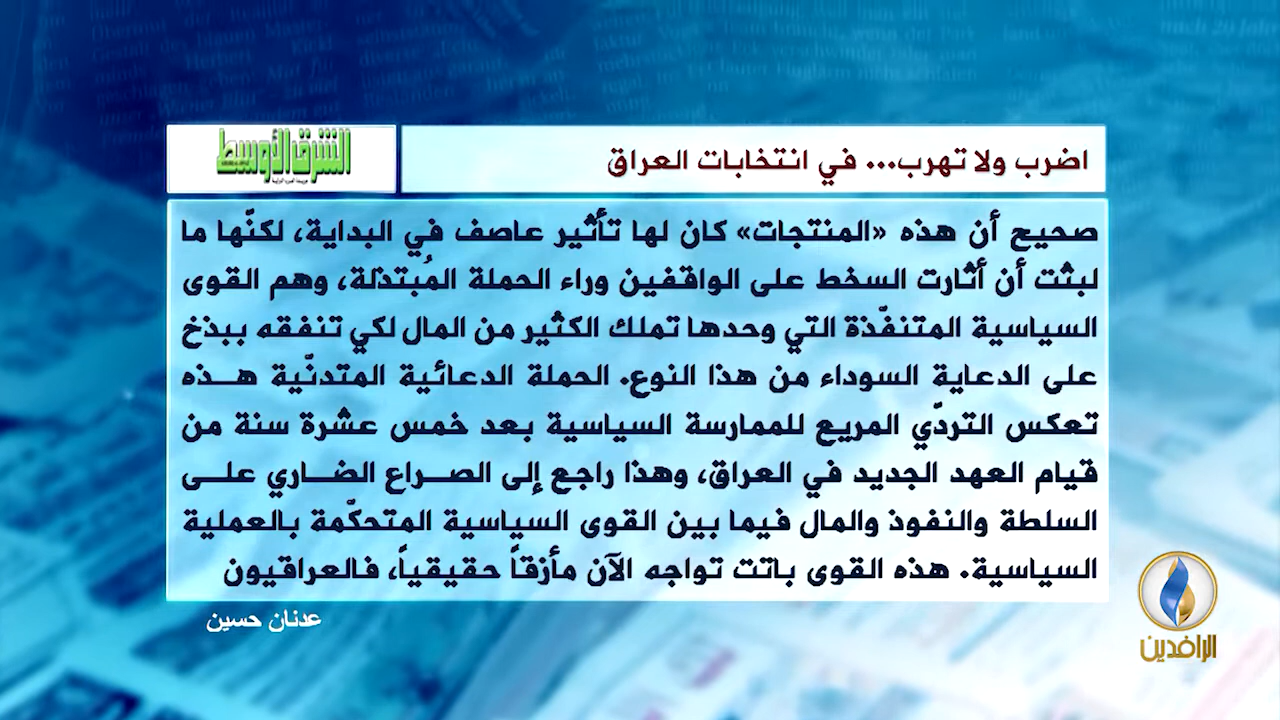 الشرق الأوسط
اضرب ولا تهرب... في انتخابات العراق
صحيح أن هذه «المنتجات» كان لها تأثير عاصف في البداية، لكنّها ما
لبثت أن أثارت السخط على الواقفين وراء الحملة المُبتذلة، وهم القوى
السياسية المتنفّذة التي وحدها تملك الكثير من المال لكي تنفقه ببذخ
على الدعاية السوداء من هذا النوع. الحملة الدعائية المتدنّية هــذه
تعكس التردّي المريع للممارسة السياسية بعد خمس عشرة سنة من
قيام العهد الجديد في العراق، وهذا راجع إلى الصــراع الضــاري علــى
السلطة والنفوذ والمال فيما بين القوى السياسية المتحكّمة بالعملية
السياسية. هذه القوى باتت تواجه الآن مأزقاً حقيقياً، فالعراقيون
عدنان حسين
الرافدين